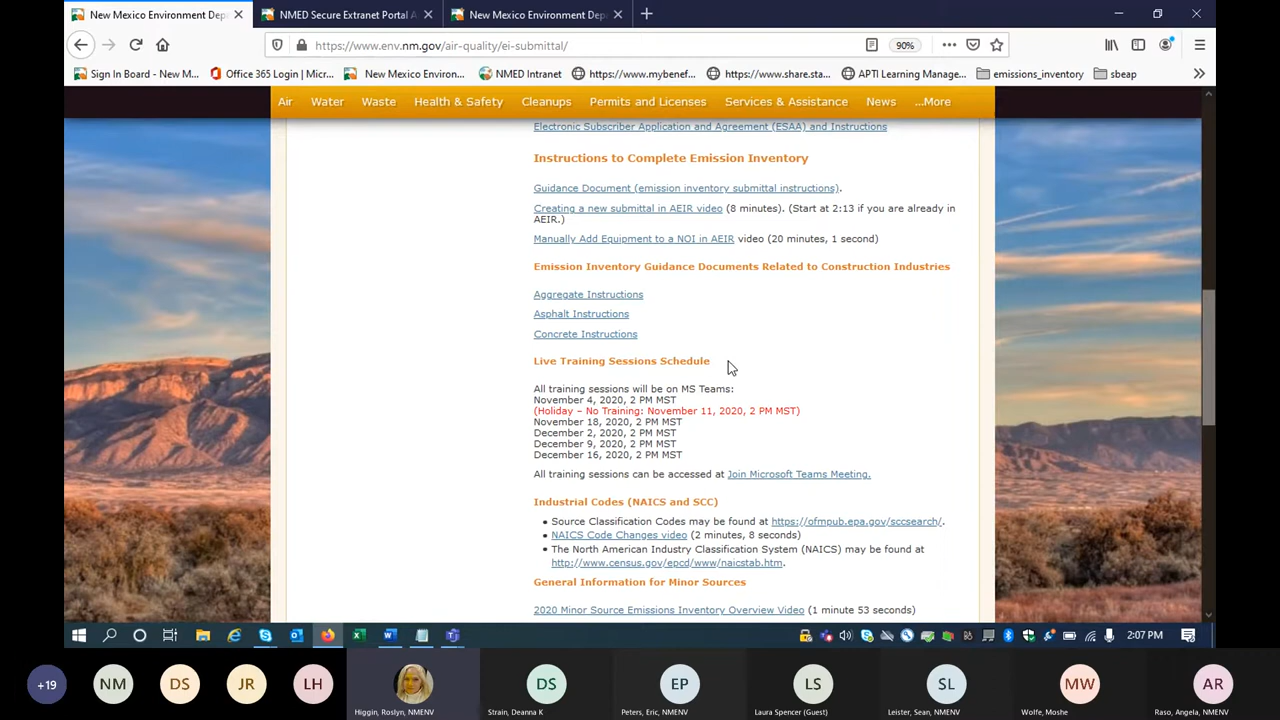 New Mexico Environment Depa
NMED Secure Extranet Portal A
New Mexico Environment Dep
https://www.env.nm.gov/air-quality/ei-submittal/
90%
Sign In Board - New M...
Office 365 Login | Micr...
New Mexico Environ...
NMED Intranet
https://www.mybenef...
https://www.share.sta...
APTI Learning Manage...
emissions_inventory
sbeap
Air Water Waste Health & Safety Cleanups Permits and Licenses Services & Assistance News ...More
Electronic Subscriber Application and Agreement (ESAA) and Instructions
Instructions to Complete Emission Inventory
Guidance Document (emission inventory submittal instructions).
Creating a new submittal in AEIR video (8 minutes). (Start at 2:13 if you are already in
AEIR.)
Manually Add Equipment to a NOI in AEIR video (20 minutes, 1 second)
Emission Inventory Guidance Documents Related to Construction Industries
Aggregate Instructions
Asphalt Instructions
Concrete Instructions
Live Training Sessions Schedule
All training sessions will be on MS Teams:
November 4, 2020, 2 PM MST
(Holiday – No Training: November 11, 2020, 2 PM MST)
November 18, 2020, 2 PM MST
December 2, 2020, 2 PM MST
December 9, 2020, 2 PM MST
December 16, 2020, 2 PM MST
All training sessions can be accessed at Join Microsoft Teams Meeting.
Industrial Codes (NAICS and SCC)
• Source Classification Codes may be found at https://ofmpub.epa.gov/sccsearch/.
• NAICS Code Changes video (2 minutes, 8 seconds)
• The North American Industry Classification System (NAICS) may be found at
http://www.census.gov/epcd/www/naicstab.htm.
General Information for Minor Sources
2020 Minor Source Emissions Inventory Overview Video (1 minute 53 seconds)
2:07 PM
+19
NM
DS
JR
LH
Higgin, Roslyn, NMENV
DS
Strain, Deanna K
EP
Peters, Eric, NMENV
LS
Laura Spencer (Guest)
SL
Leister, Sean, NMENV
MW
Wolfe, Moshe
AR
Raso, Angela, NMENV